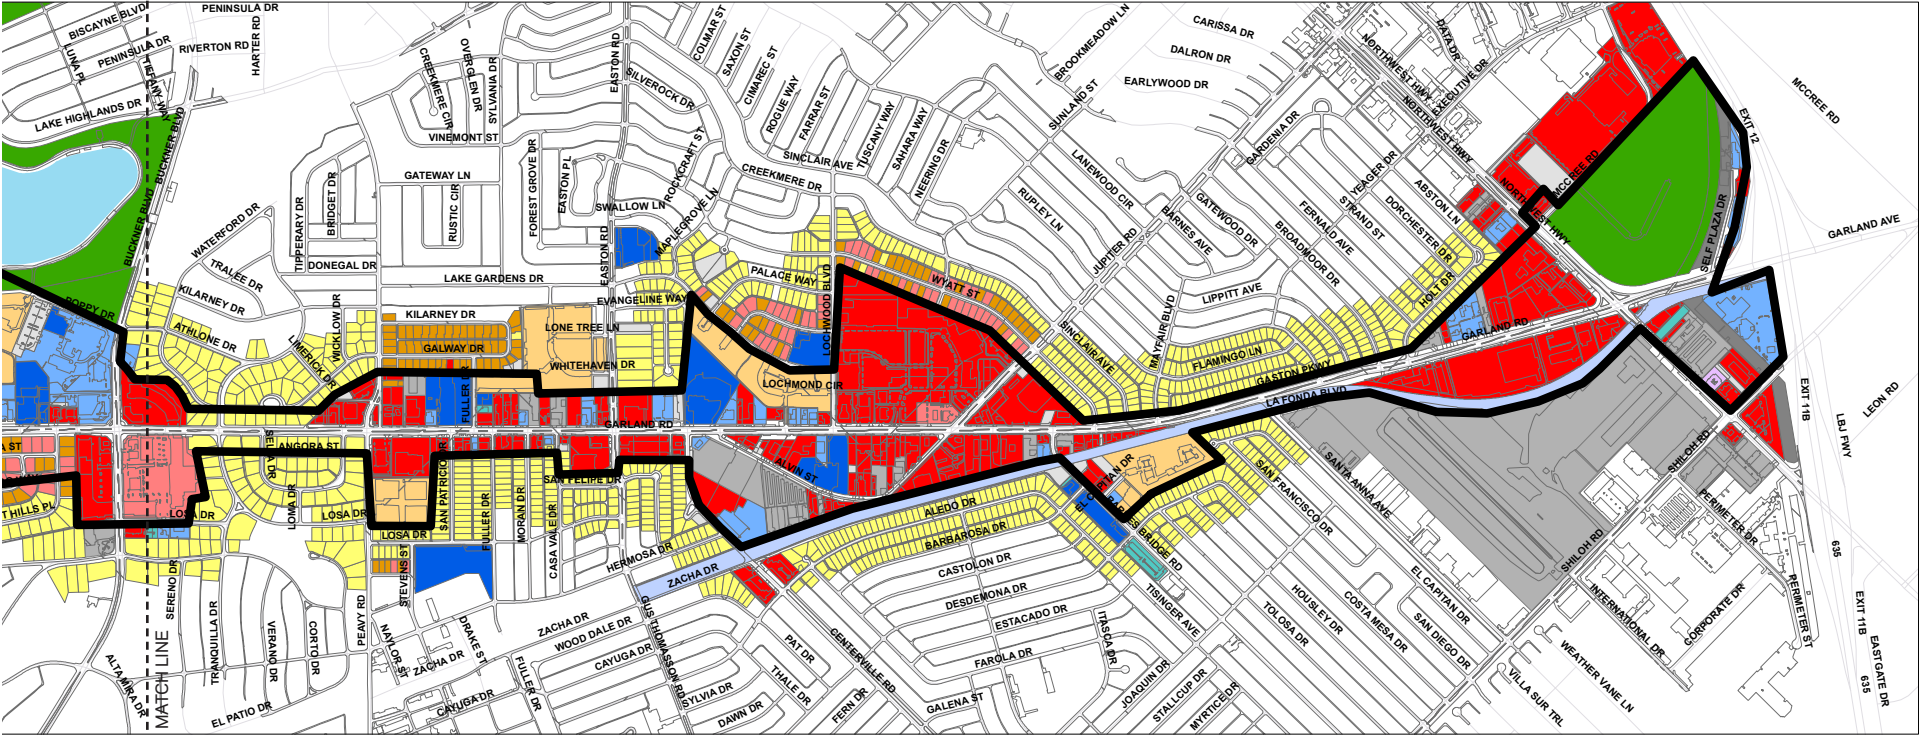 PENINSULA DR
BISCAYNE BLVD
HARTER RD
LUNA PL
PENINSULA DR
RIVERTON RD
TIFFANY WAY
LAKE HIGHLANDS DR
BUCKNER BLVD
BUCKNER BLVD
CREEKMERE CIR
OVERGLEN DR
SYLVANIA DR
VINEMONT ST
EASTON RD
SILVEROCK DR
COLMAR ST
SAXON ST
CIMAREC ST
ROGUE WAY
FARRAR ST
TUSCANY WAY
SAHARA WAY
NEERING DR
SINCLAIR AVE
CREEKMERE DR
BROOKMEADOW LN
SUNLAND ST
CARISSA DR
DALRON DR
EARLYWOOD DR
NORTHWEST HWY
NORTHWEST HWY
DATA DR
EXECUTIVE DR
MCCREE RD
EXIT 12
MCCREE RD
NORTHWEST HWY
GARDENIA DR
YEAGER DR
ABSTON LN
STRAND ST
DORCHESTER DR
FERNALD AVE
BROADMOOR DR
GATEWOOD DR
BARNES AVE
LANEWOOD CIR
RUPLEY LN
JUPITER RD
HOLT DR
LIPPITT AVE
SELF PLAZA DR
GARLAND AVE
WATERFORD DR
TIPPERARY DR
BRIDGET DR
GATEWAY LN
RUSTIC CIR
FOREST GROVE DR
EASTON PL
SWALLOW LN
ROCKCRAFT ST
MAPLEGROVE LN
EASTON RD
TRALEE DR
DONEGAL DR
LAKE GARDENS DR
PALACE WAY
LOCHWOOD BLVD
WYATT ST
POPPY DR
KILARNEY DR
WICKLOW DR
KILARNEY DR
EVANGELINE WAY
ATHLONE DR
LIMERICK DR
GALWAY DR
LONE TREE LN
WHITEHAVEN DR
LOCHMOND CIR
SINCLAIR AVE
MAYFAIR BLVD
FLAMINGO LN
GASTON PKWY
GARLAND RD
LA FONDA BLVD
GARLAND RD
A ST
SELBA DR
ANGORA ST
SAN PATRICIO
FULLER DR
MORAN DR
SAN FELIPE DR
CASA VALE DR
ALVIN ST
T HILLS PL
LOSA DR
LOMA DR
LOSA DR
LOSA DR
HERMOSA DR
ZACHA DR
ALEDO DR
BARBAROSA DR
EL CAPITAN DR
BARNES BRIDGE RD
SAN FRANCISCO DR
SANTA ANNA AVE
SHILOH RD
SHILOH RD
PERIMETER DR
EXIT 11B
LBJ FWY
LEON RD
STEVENS ST
CASTOLON DR
DESDEMONA DR
ESTACADO DR
FAROLA DR
GALENA ST
ITASCA DR
TISINGER AVE
TOLOSA DR
HOUSLEY DR
COSTA MESA DR
EL CAPITAN DR
SAN DIEGO DR
INTERNATIONAL DR
CORPORATE DR
PERIMETER ST
635
EXIT 11B
635
EASTGATE DR
MATCH LINE
SERENO DR
ALTA MIRA DR
TRANQUILLA DR
VERANO DR
CORTO DR
PEAVY RD
EL PATIO DR
NAYLOR ST
DRAKE ST
ZACHA DR
ZACHA DR
WOOD DALE DR
CAYUGA DR
CAYUGA DR
FULLER DR
GUS THOMASSON RD
SYLVIA DR
DAWN DR
PAT DR
THALE DR
FERN DR
CENTERVILLE RD
JOAQUIN DR
STALLCUP DR
MYRTICE DR
VILLA SUR TRL
WEATHER VANE LN